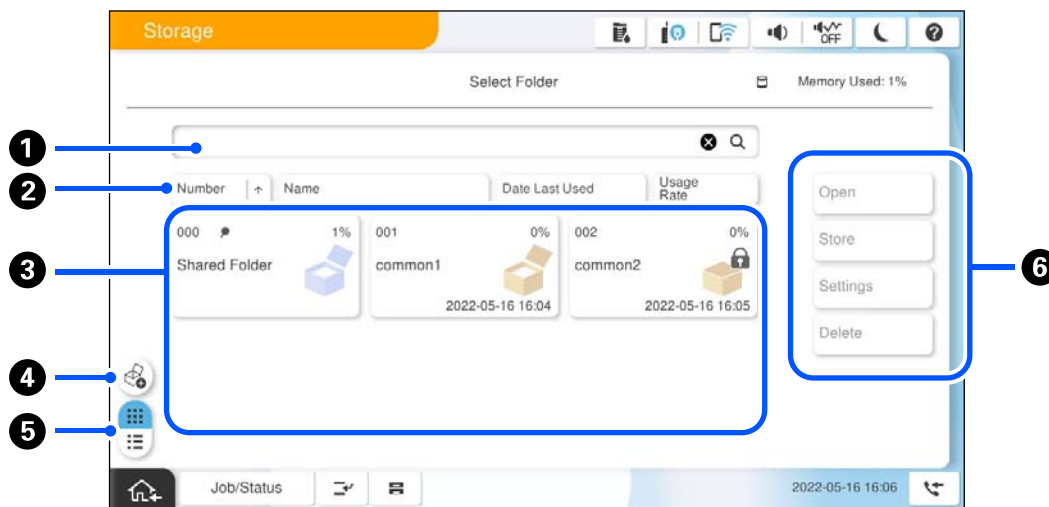 Storage
OFF
Select Folder
Memory Used: 1%
1
2
Number
Name
Date Last Used
Usage Rate
000
1%
Shared Folder
001
0%
common1
2022-05-16 16:04
002
0%
common2
2022-05-16 16:05
3
Open
Store
Settings
Delete
6
4
5
Job/Status
2022-05-16 16:06